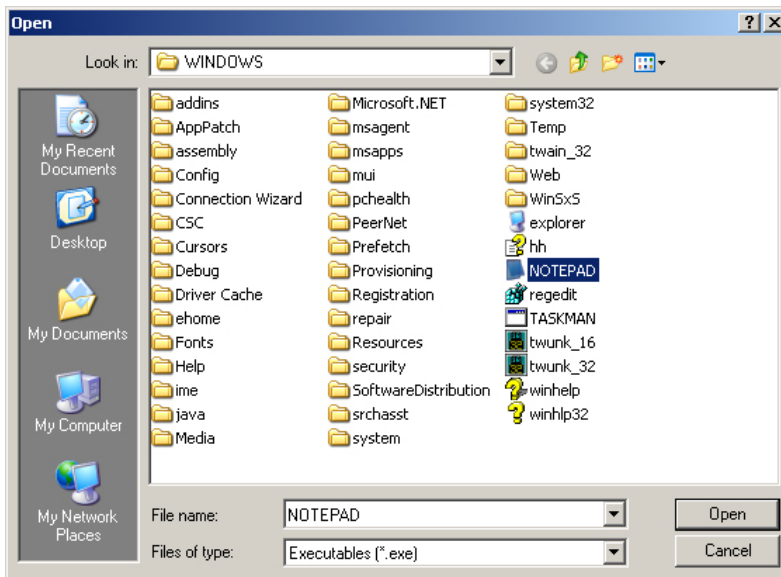 Open
Look in: WINDOWS
My Recent
Documents
Desktop
My Documents
My Computer
My Network
Places
addins
AppPatch
assembly
Config
Connection Wizard
CSC
Cursors
Debug
Driver Cache
ehome
Fonts
Help
ime
java
Media
Microsoft.NET
msagent
msapps
mui
pchealth
PeerNet
Prefetch
Provisioning
Registration
repair
Resources
security
SoftwareDistribution
srchasst
system
system32
Temp
twain_32
Web
WinSxS
explorer
hh
NOTEPAD
regedit
TASKMAN
twunk_16
twunk_32
winhelp
winhlp32
File name: NOTEPAD
Open
Files of type: Executables (*.exe)
Cancel